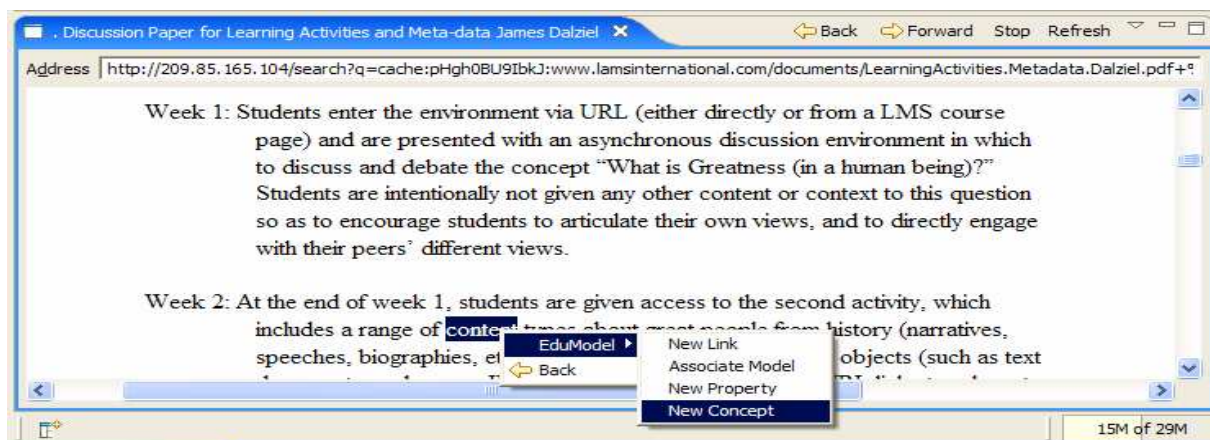 . Discussion Paper for Learning Activities and Meta-data James Dalziel
Back Forward Stop Refresh
Address http://209.85.165.104/search?q=cache:pHgh0BU9IbkJ:www.lamsinternational.com/documents/LearningActivities.Metadata.Dalziel.pdf+
Week 1: Students enter the environment via URL (either directly or from a LMS course
page) and are presented with an asynchronous discussion environment in which
to discuss and debate the concept “What is Greatness (in a human being)?”
Students are intentionally not given any other content or context to this question
so as to encourage students to articulate their own views, and to directly engage
with their peers’ different views.
Week 2: At the end of week 1, students are given access to the second activity, which
includes a range of content types about great people from history (narratives,
speeches, biographies, objects (such as text
EduModel
Back
New Link
Associate Model
New Property
New Concept
15M of 29M